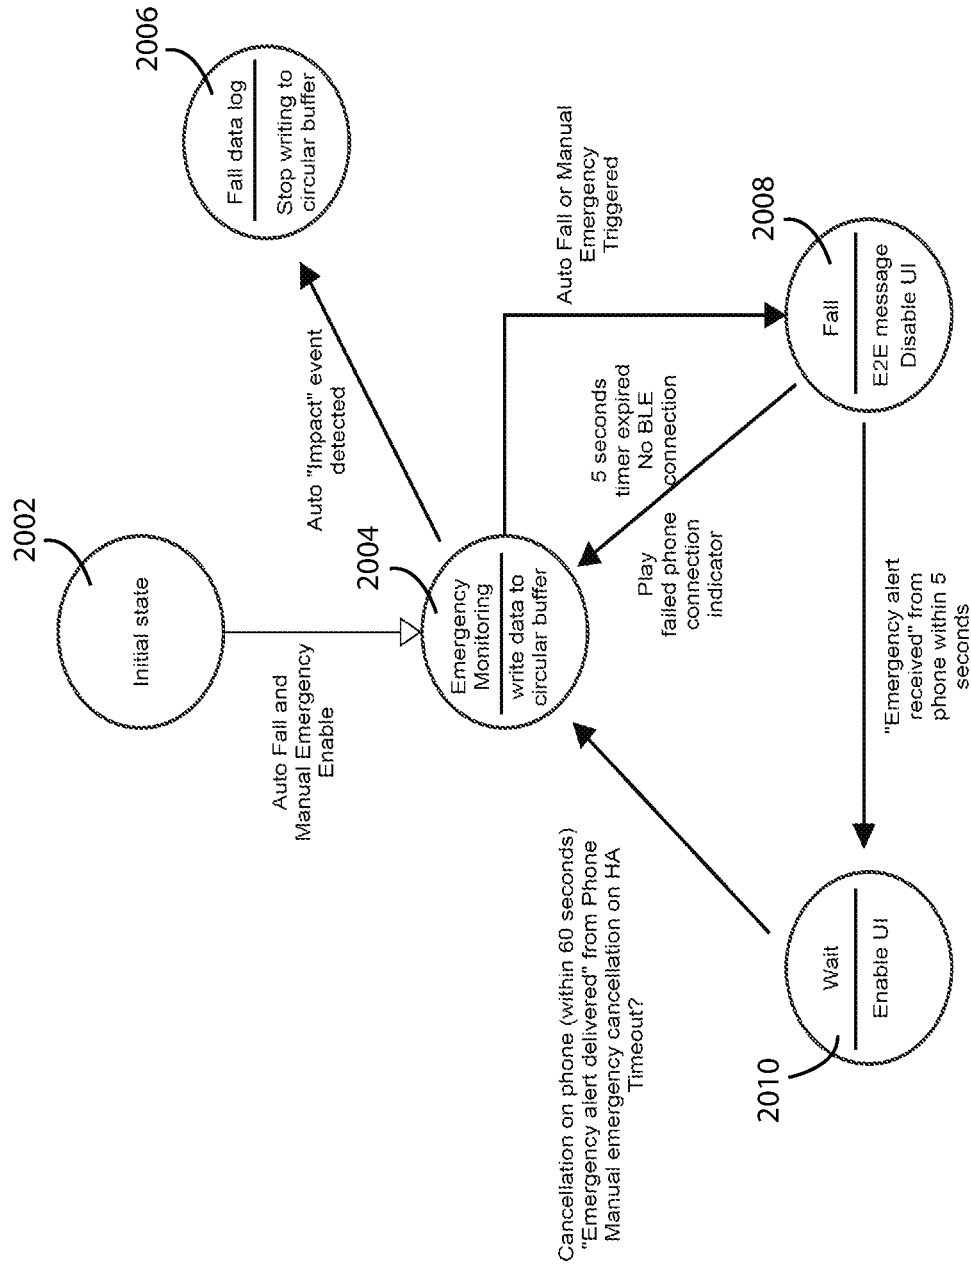 2002
Initial state
Auto Fall and
Manual Emergency
Enable
2004
Emergency
Monitoring
write data to
circular buffer
Auto "Impact" event
detected
2006
Fall data log
Stop writing to
circular buffer
Auto Fall or Manual
Emergency
Triggered
5 seconds
timer expired
No BLE
connection
Play
failed phone
connection
indicator
2008
Fall
E2E message
Disable UI
"Emergency alert
received" from
phone within 5
seconds
2010
Wait
Enable UI
Cancellation on phone (within 60 seconds)
"Emergency alert delivered" from Phone
Manual emergency cancellation on HA
Timeout?